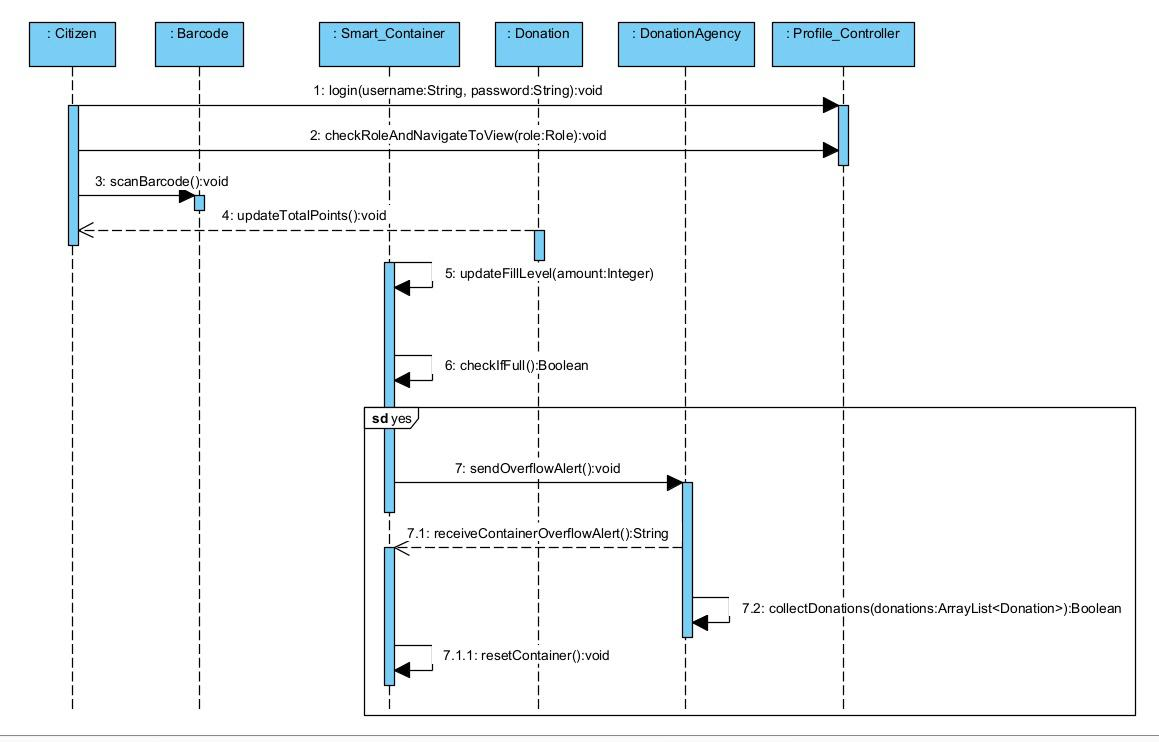 : Citizen
: Barcode
: Smart_Container
: Donation
: DonationAgency
: Profile_Controller
1: login(username:String, password:String):void
2: checkRoleAndNavigateToView(role:Role):void
3: scanBarcode():void
4: updateTotalPoints():void
5: updateFillLevel(amount:Integer)
6: checkIfFull():Boolean
sd yes
7: sendOverflowAlert():void
7.1: receiveContainerOverflowAlert():String
7.2: collectDonations(donations:ArrayList<Donation>):Boolean
7.1.1: resetContainer():void